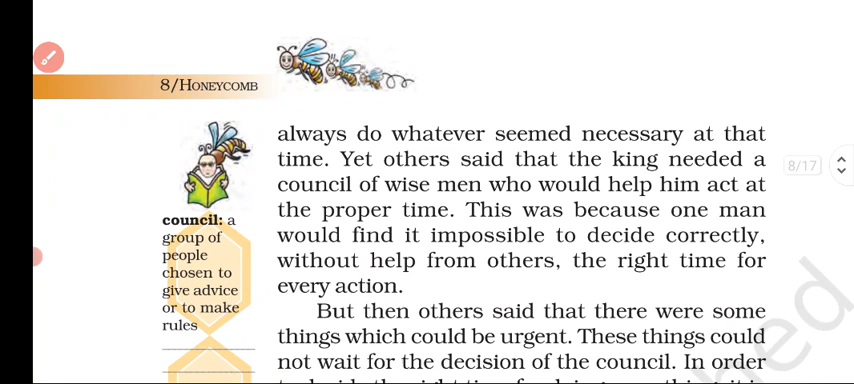 8/HONEYCOMB
always do whatever seemed necessary at that
time. Yet others said that the king needed a
council of wise men who would help him act at
the proper time. This was because one man
would find it impossible to decide correctly,
without help from others, the right time for
every action.
But then others said that there were some
things which could be urgent. These things could
not wait for the decision of the council. In order
council: a
group of
people
chosen to
give advice
or to make
rules
8/17